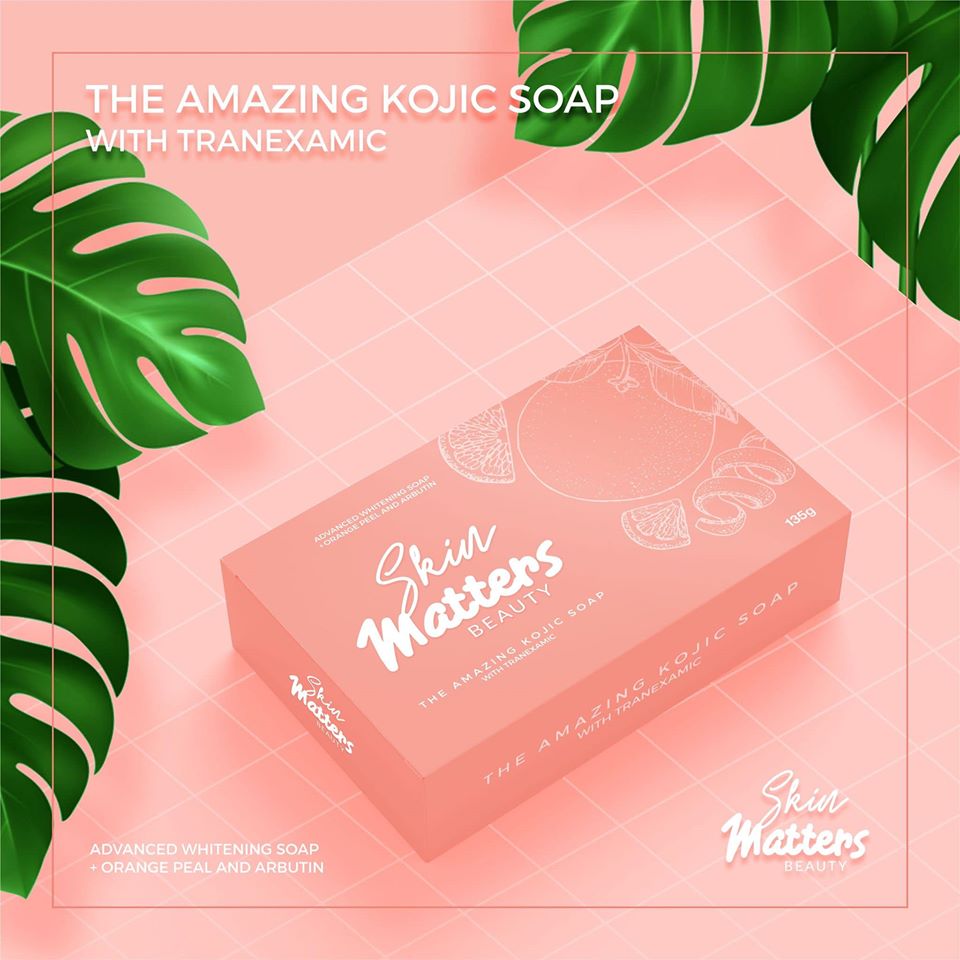 THE AMAZING KOJIC SOAP
WITH TRANEXAMIC
ADVANCED WHITENING SOAP
+ORANGE PEEL AND ARBUTIN
Skin
Matters
BEAUTY
THE AMAZING KOJIC SOAP
WITH TRANEXAMIC
135g
Skin
Matters
BEAUTY
THE AMAZING KOJIC SOAP
WITH TRANEXAMIC
ADVANCED WHITENING SOAP
+ ORANGE PEAL AND ARBUTIN
Skin
Matters
BEAUTY